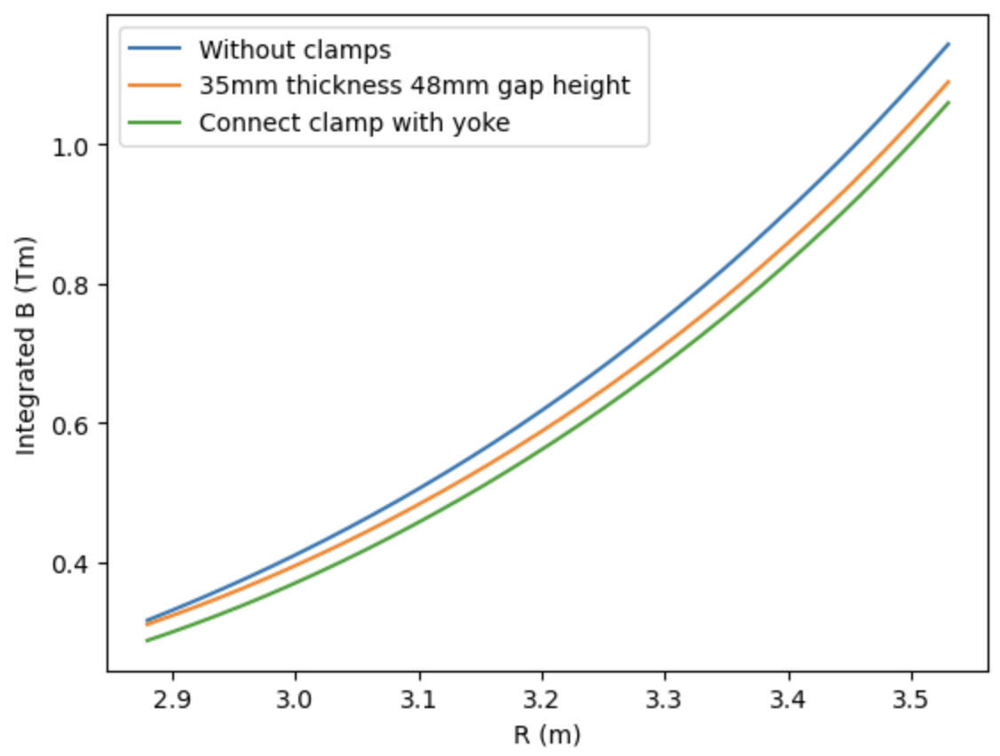 Without clamps
35mm thickness 48mm gap height
Connect clamp with yoke
Integrated B (Tm)
1.0
0.8
0.6
0.4
2.9 3.0 3.1 3.2 3.3 3.4 3.5
R (m)